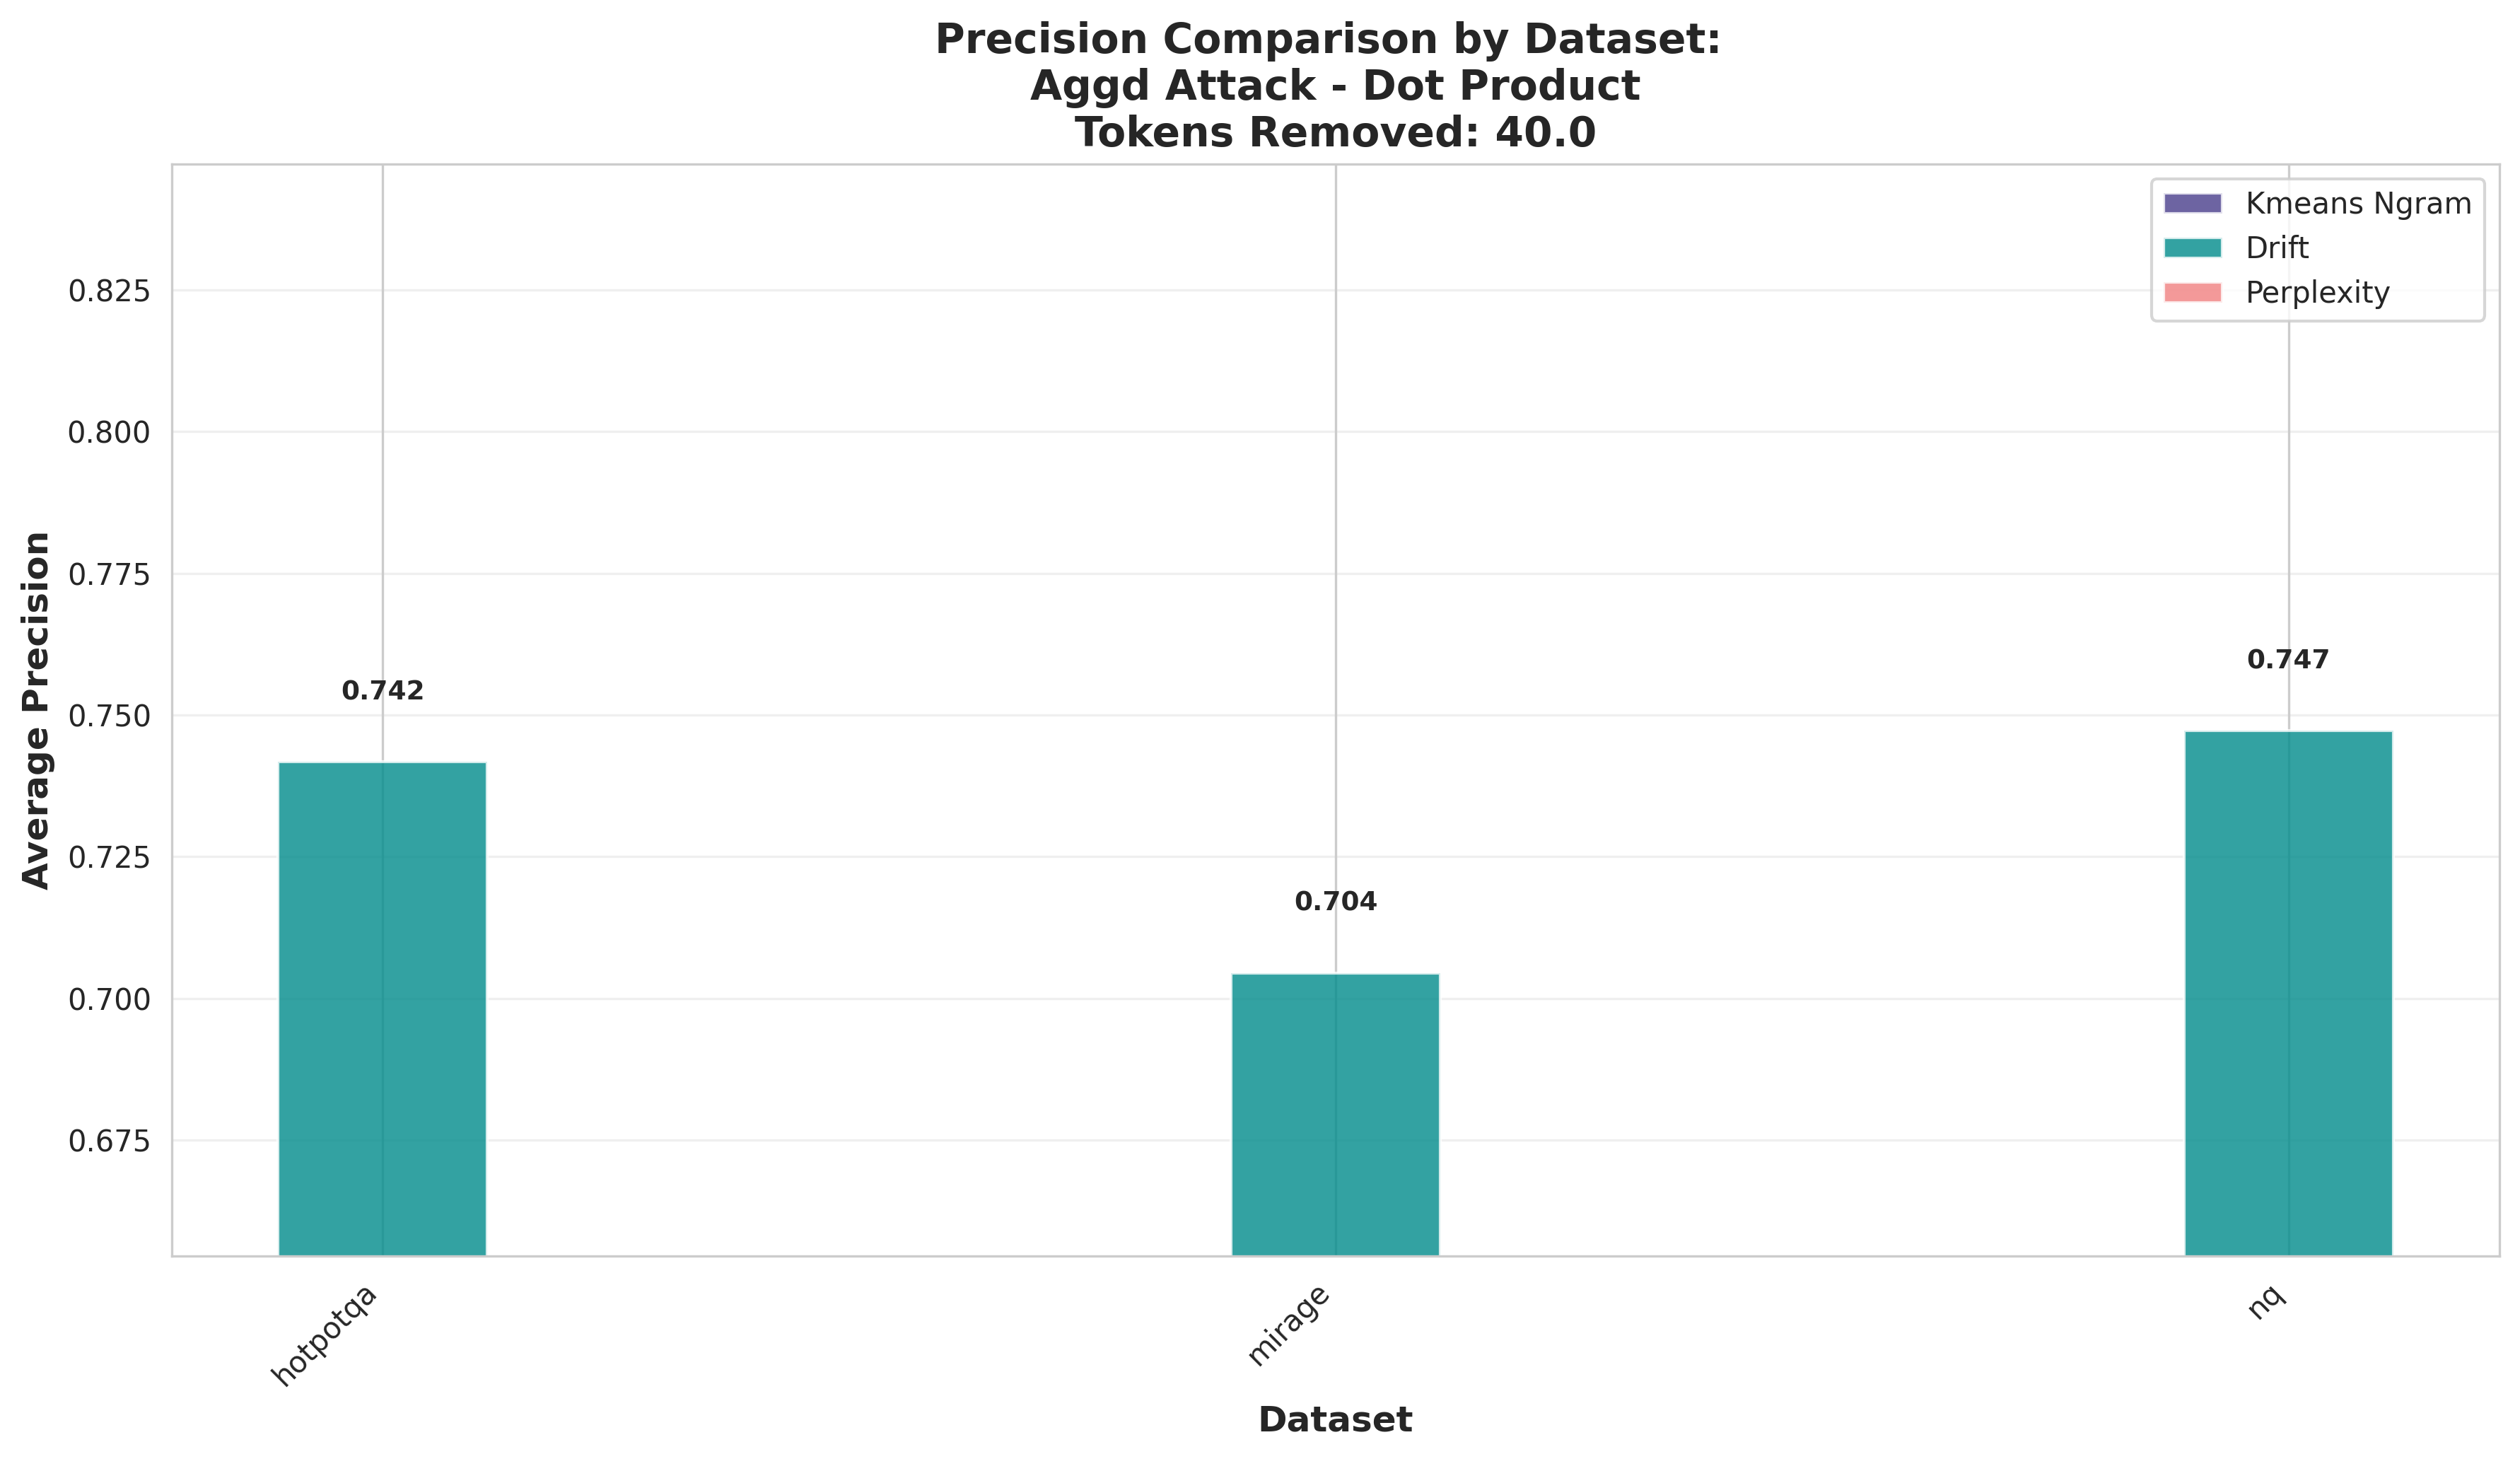 Precision Comparison by Dataset:
Aggd Attack - Dot Product
Tokens Removed: 40.0
Kmeans Ngram
Drift
Perplexity
Average Precision
0.825
0.800
0.775
0.750
0.725
0.700
0.675
0.742
0.704
0.747
hotpotqa
mirage
nq
Dataset